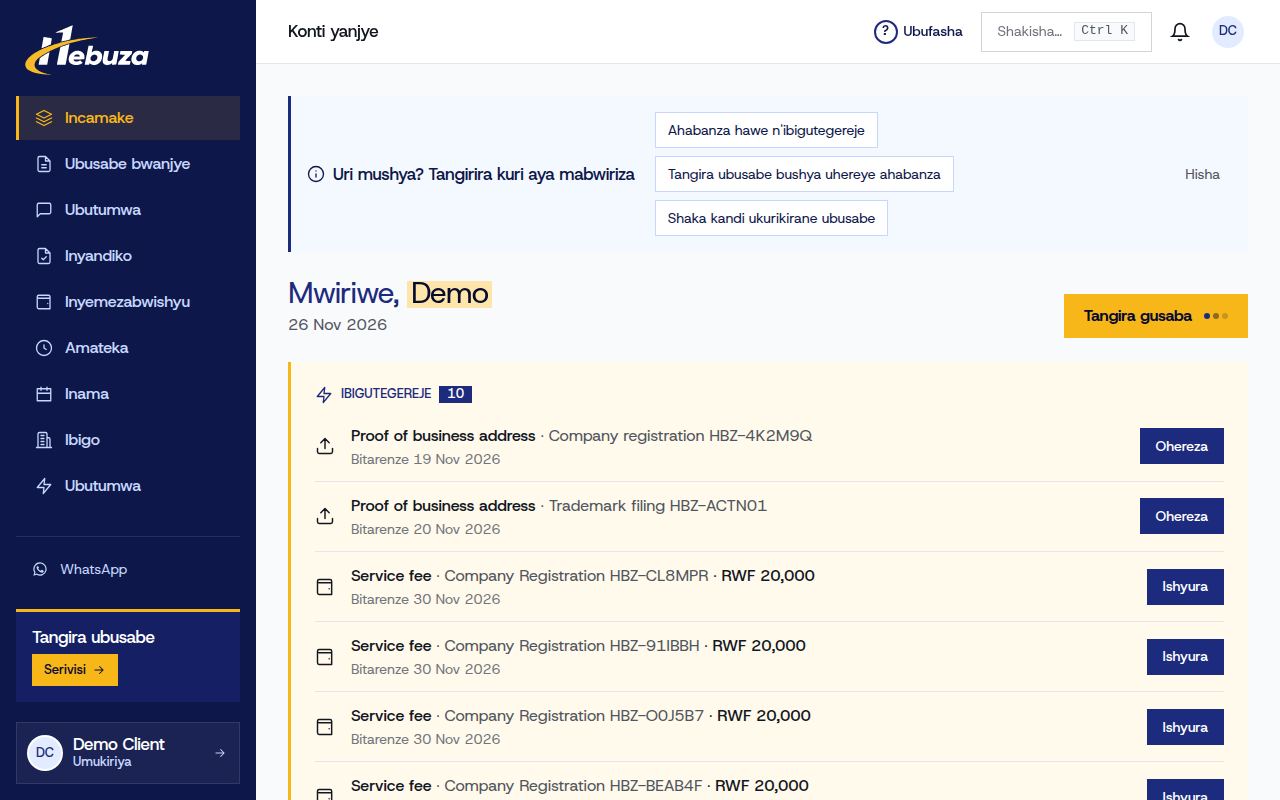 Hebuza
Incamake
Ubusabe bwanjye
Ubutumwa
Inyandiko
Inyemezabwishyu
Amateka
Inama
Ibigo
Ubutumwa
WhatsApp
Tangira ubusabe
Serivisi →
DC
Demo Client
Umukiriya
→
Konti yanjye
? Ubufasha
Shakisha... Ctrl K
DC
Uri mushya? Tangirira kuri aya mabwiriza
Ahabanza hawe n'ibigutegereje
Tangira ubusabe bushya uhereye ahabanza
Shaka kandi ukurikirane ubusabe
Hisha
Mwiriwe, Demo
26 Nov 2026
Tangira gusaba
IBIGUTEGEREJE 10
Proof of business address · Company registration HBZ-4K2M9Q
Bitarenze 19 Nov 2026
Ohereza
Proof of business address · Trademark filing HBZ-ACTN01
Bitarenze 20 Nov 2026
Ohereza
Service fee · Company Registration HBZ-CL8MPR · RWF 20,000
Bitarenze 30 Nov 2026
Ishyura
Service fee · Company Registration HBZ-91IBBH · RWF 20,000
Bitarenze 30 Nov 2026
Ishyura
Service fee · Company Registration HBZ-O0J5B7 · RWF 20,000
Bitarenze 30 Nov 2026
Ishyura
Service fee · Company Registration HBZ-BEAB4F · RWF 20,000
Ishyura